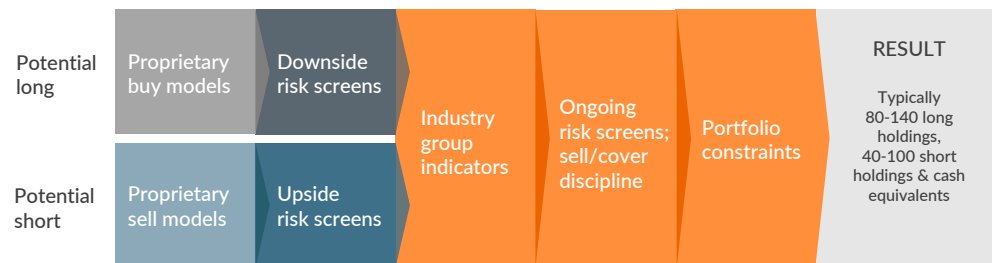 Potential
long
Proprietary
buy models
Downside
risk screens
Potential
short
Proprietary
sell models
Upside
risk screens
Industry
group
indicators
Ongoing
risk screens;
sell/cover
discipline
Portfolio
constraints
RESULT
Typically
80-140 long
holdings,
40-100 short
holdings & cash
equivalents